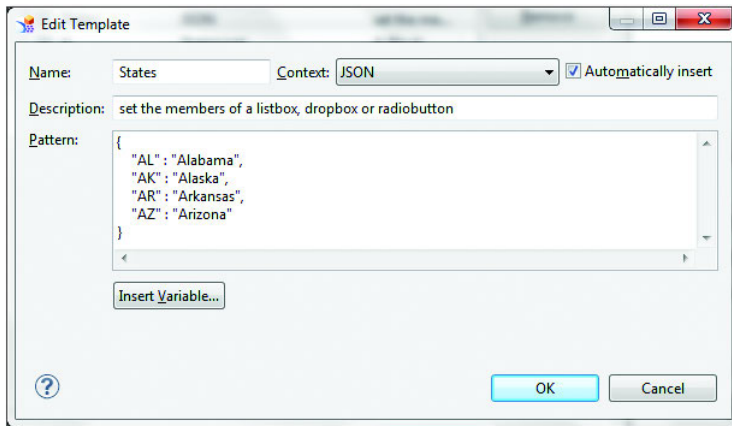 Edit Template
Name: States Context: JSON Automatically insert
Description: set the members of a listbox, dropbox or radiobutton
Pattern:
{
"AL" : "Alabama",
"AK" : "Alaska",
"AR" : "Arkansas",
"AZ" : "Arizona"
}
Insert Variable...
OK Cancel